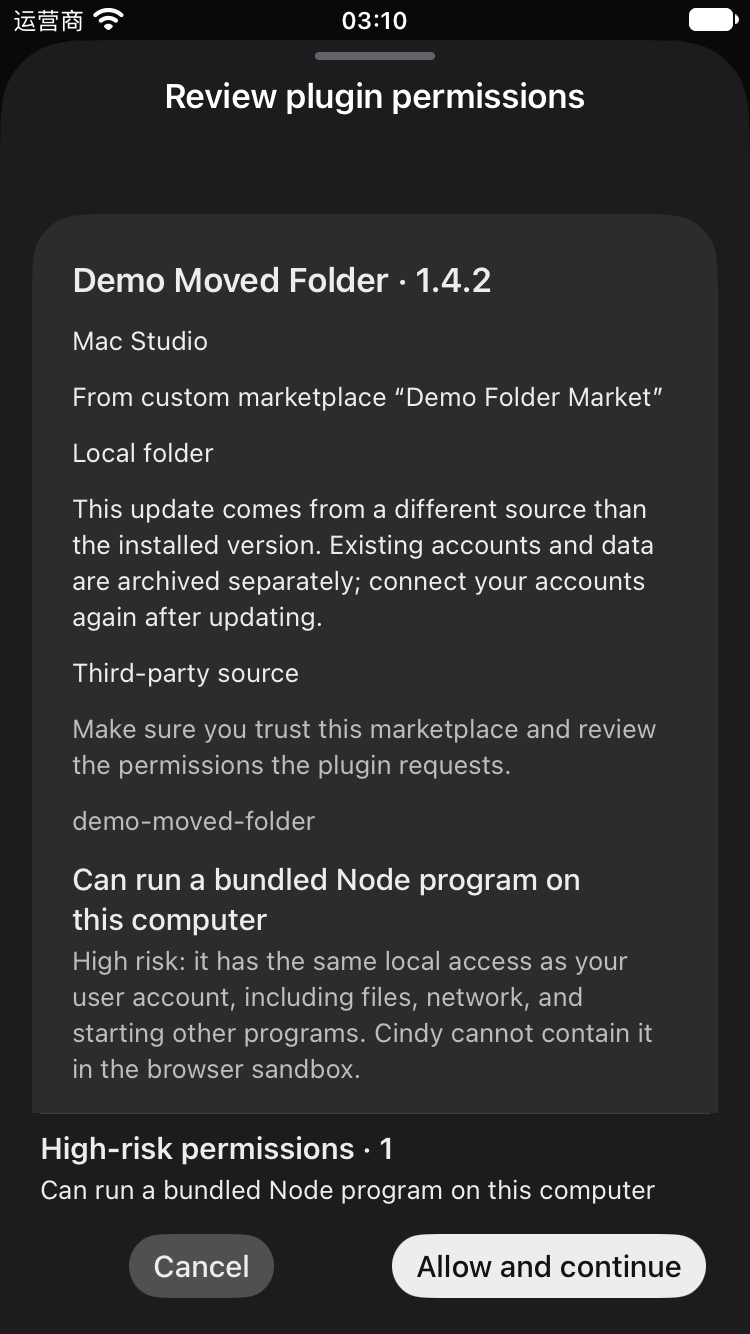 运营商
03:10
Review plugin permissions
Demo Moved Folder · 1.4.2
Mac Studio
From custom marketplace “Demo Folder Market”
Local folder
This update comes from a different source than
the installed version. Existing accounts and data
are archived separately; connect your accounts
again after updating.
Third-party source
Make sure you trust this marketplace and review
the permissions the plugin requests.
demo-moved-folder
Can run a bundled Node program on
this computer
High risk: it has the same local access as your
user account, including files, network, and
starting other programs. Cindy cannot contain it
in the browser sandbox.
High-risk permissions · 1
Can run a bundled Node program on this computer
Cancel
Allow and continue